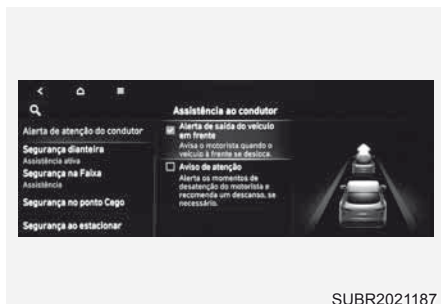 Assistência ao condutor
Alerta de atenção do condutor
Segurança dianteira
Assistência ativa
Segurança na Faixa
Assistência
Segurança no ponto Cego
Segurança ao estacionar
Alerta de saída do veículo
em frente
Avisa o motorista quando o
veículo à frente se desloca.
Aviso de atenção
Alerta os momentos de
desatenção do motorista e
recomenda um descanso, se
necessário.
SUBR2021187